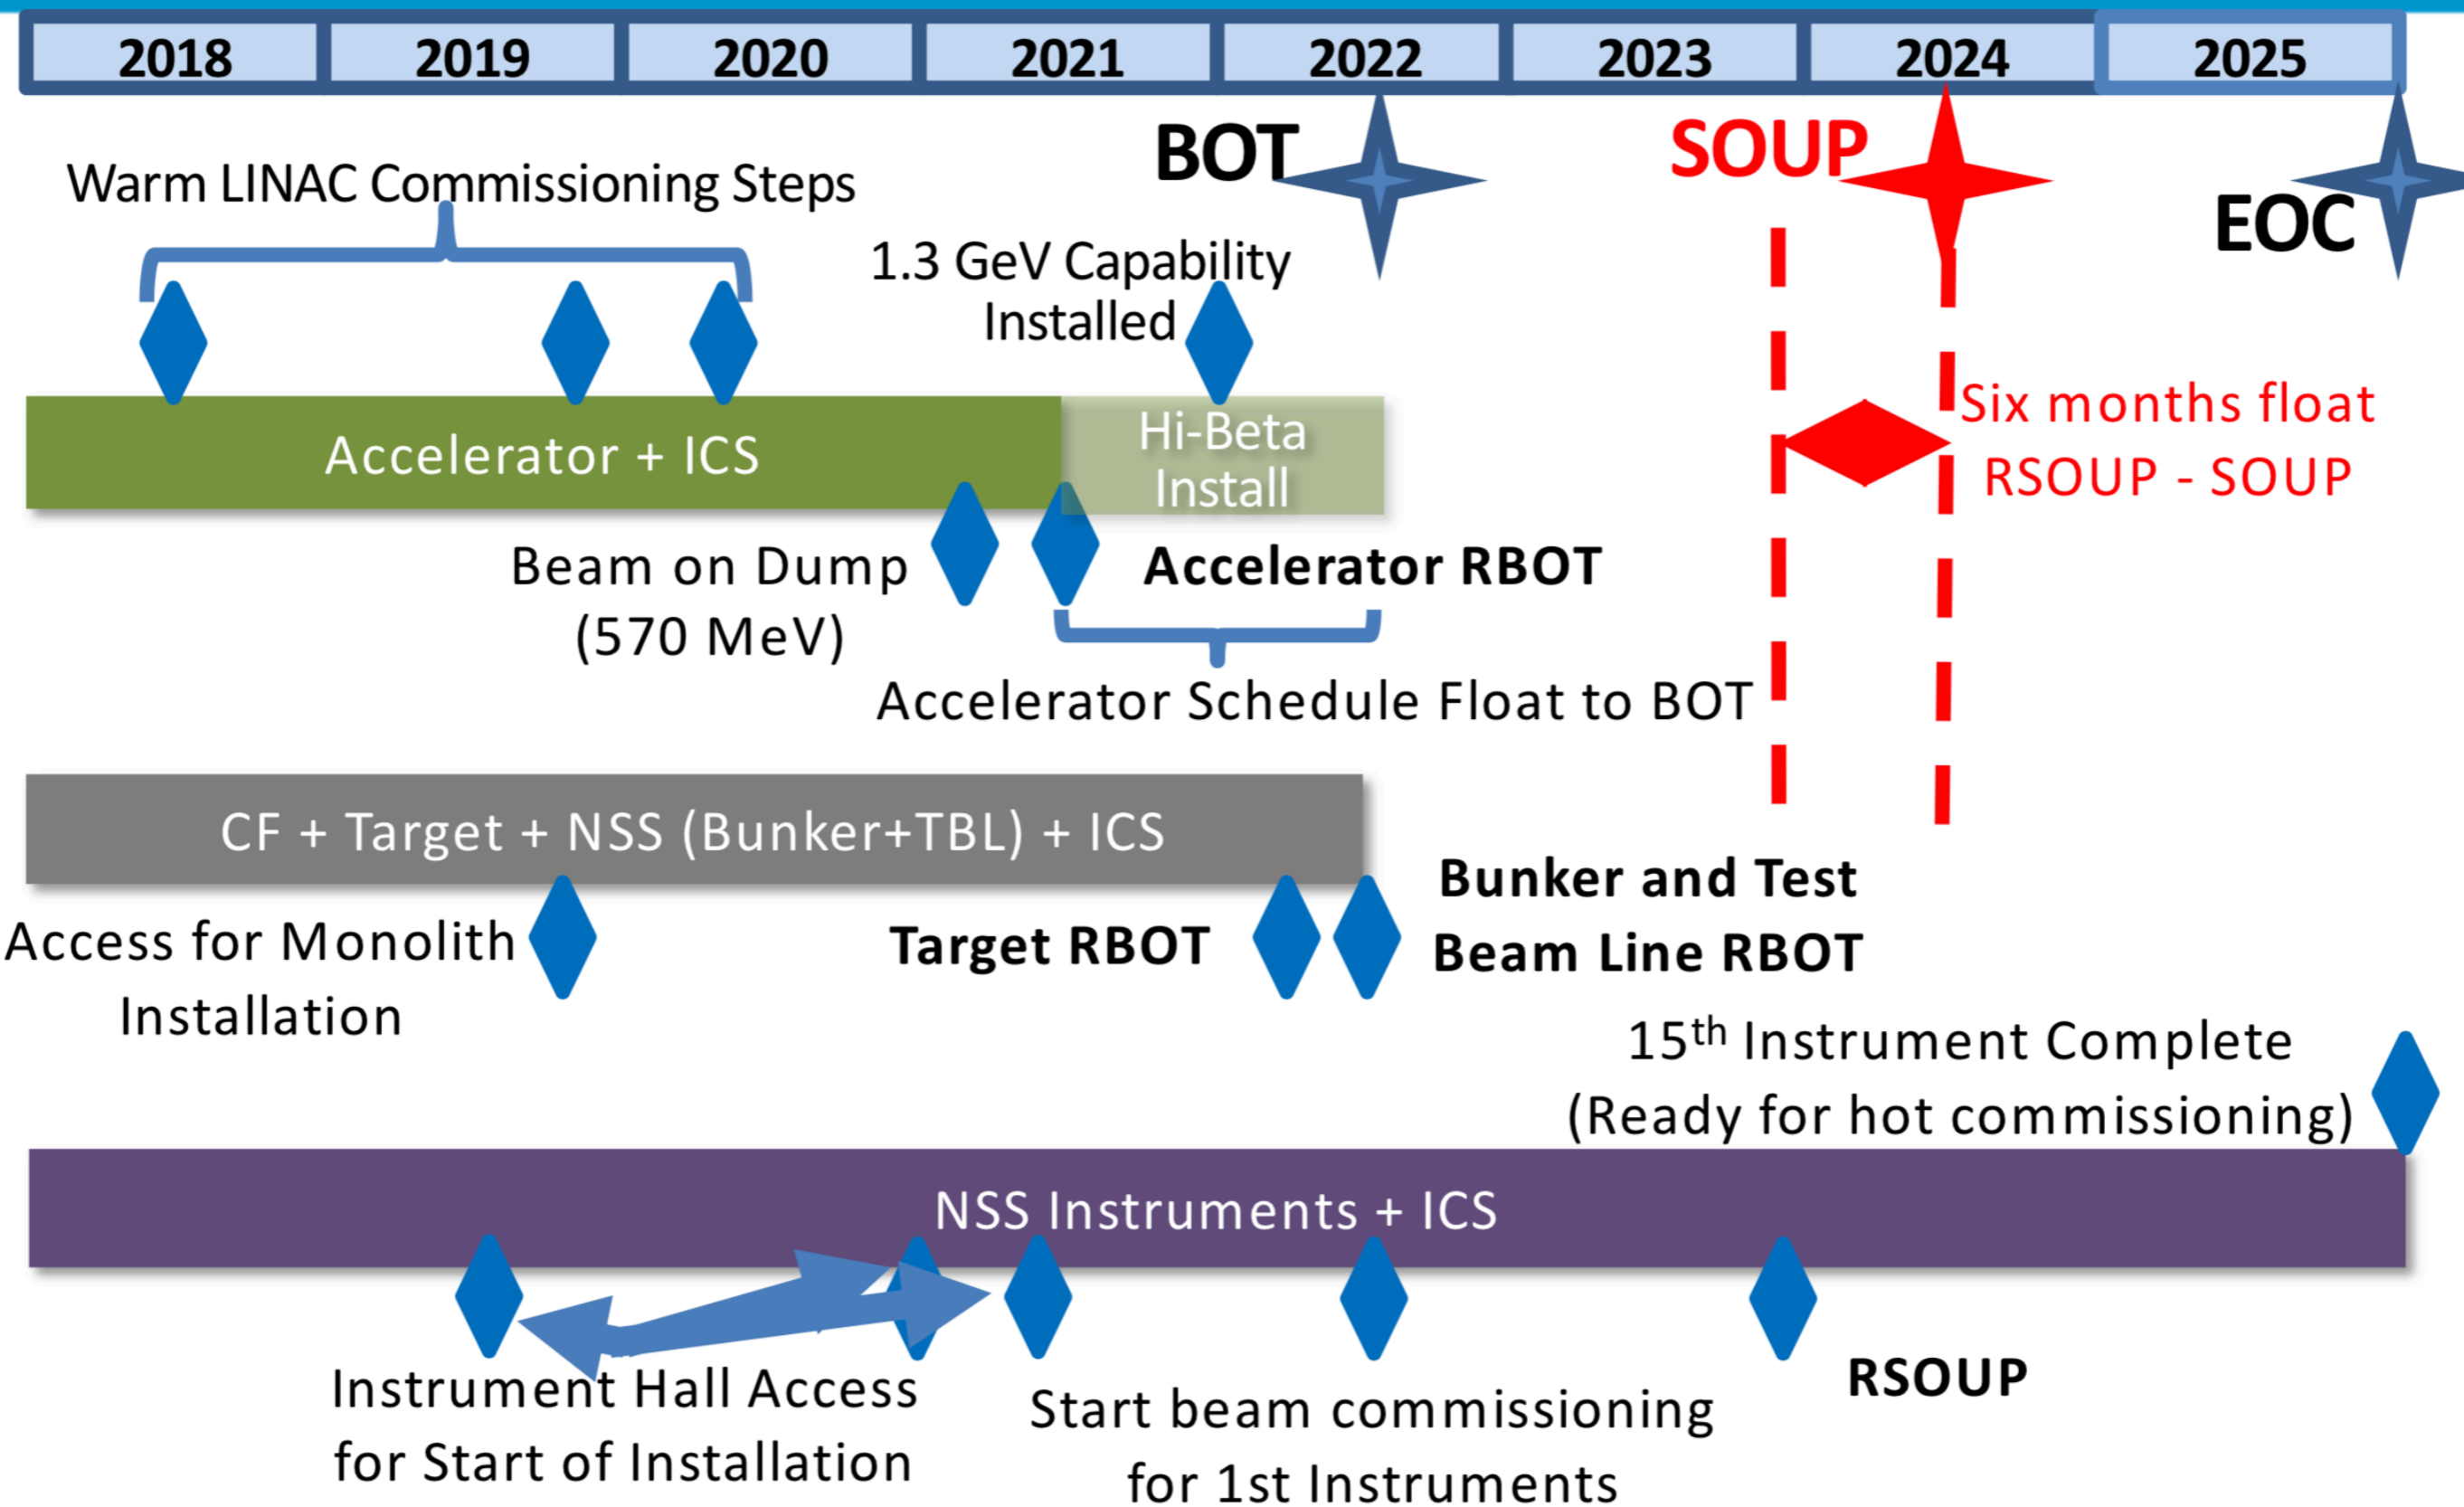 2018 2019 2020 2021 2022 2023 2024 2025
BOT
SOUP
EOC
Warm LINAC Commissioning Steps
1.3 GeV Capability
Installed
Accelerator + ICS
Hi-Beta
Install
Six months float
RSOUP - SOUP
Beam on Dump
(570 MeV)
Accelerator RBOT
Accelerator Schedule Float to BOT
CF + Target + NSS (Bunker+TBL) + ICS
Access for Monolith
Installation
Target RBOT
Bunker and Test
Beam Line RBOT
15th Instrument Complete
(Ready for hot commissioning)
NSS Instruments + ICS
Instrument Hall Access
for Start of Installation
Start beam commissioning
for 1st Instruments
RSOUP